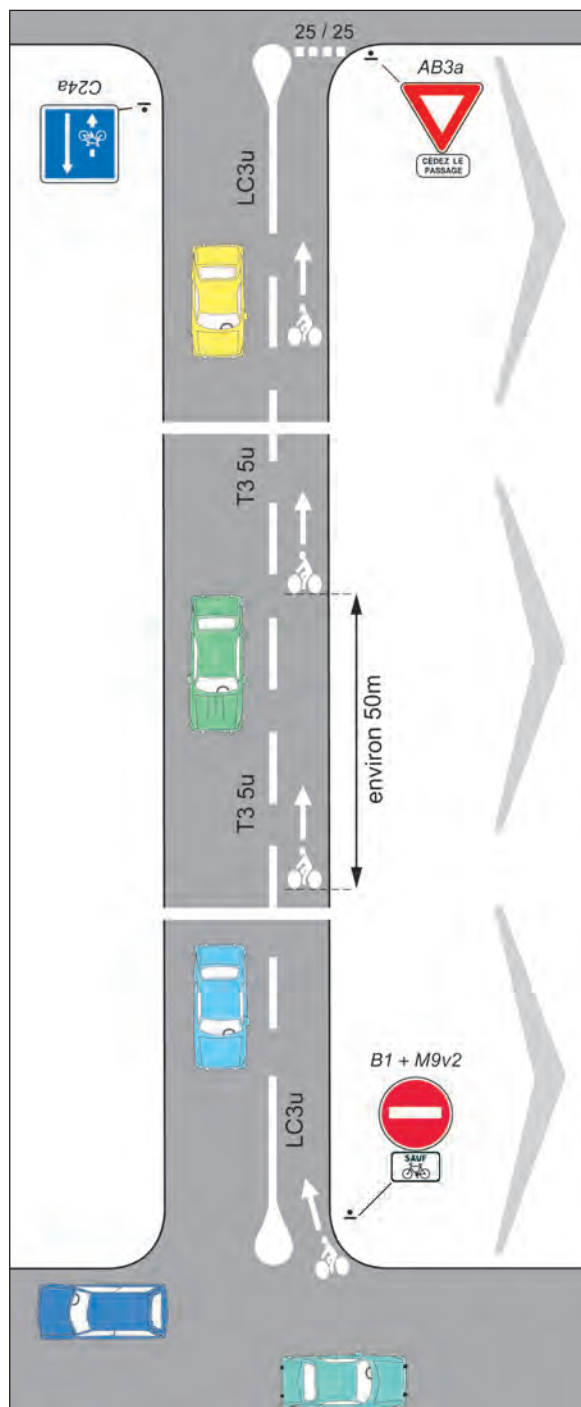 25 / 25
C24a
AB3a
CÉDEZ LE
PASSAGE
LC3u
T3 5u
environ 50m
T3 5u
B1 + M9v2
SAUF
LC3u